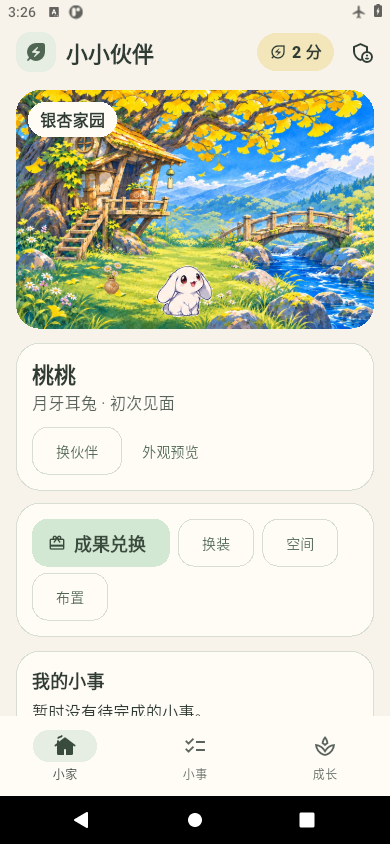 3:26
小小伙伴
2 分
银杏家园
桃桃
月牙耳兔 · 初次见面
换伙伴
外观预览
成果兑换
换装
空间
布置
我的小事
暂时没有待完成的小事。
小家
小事
成长